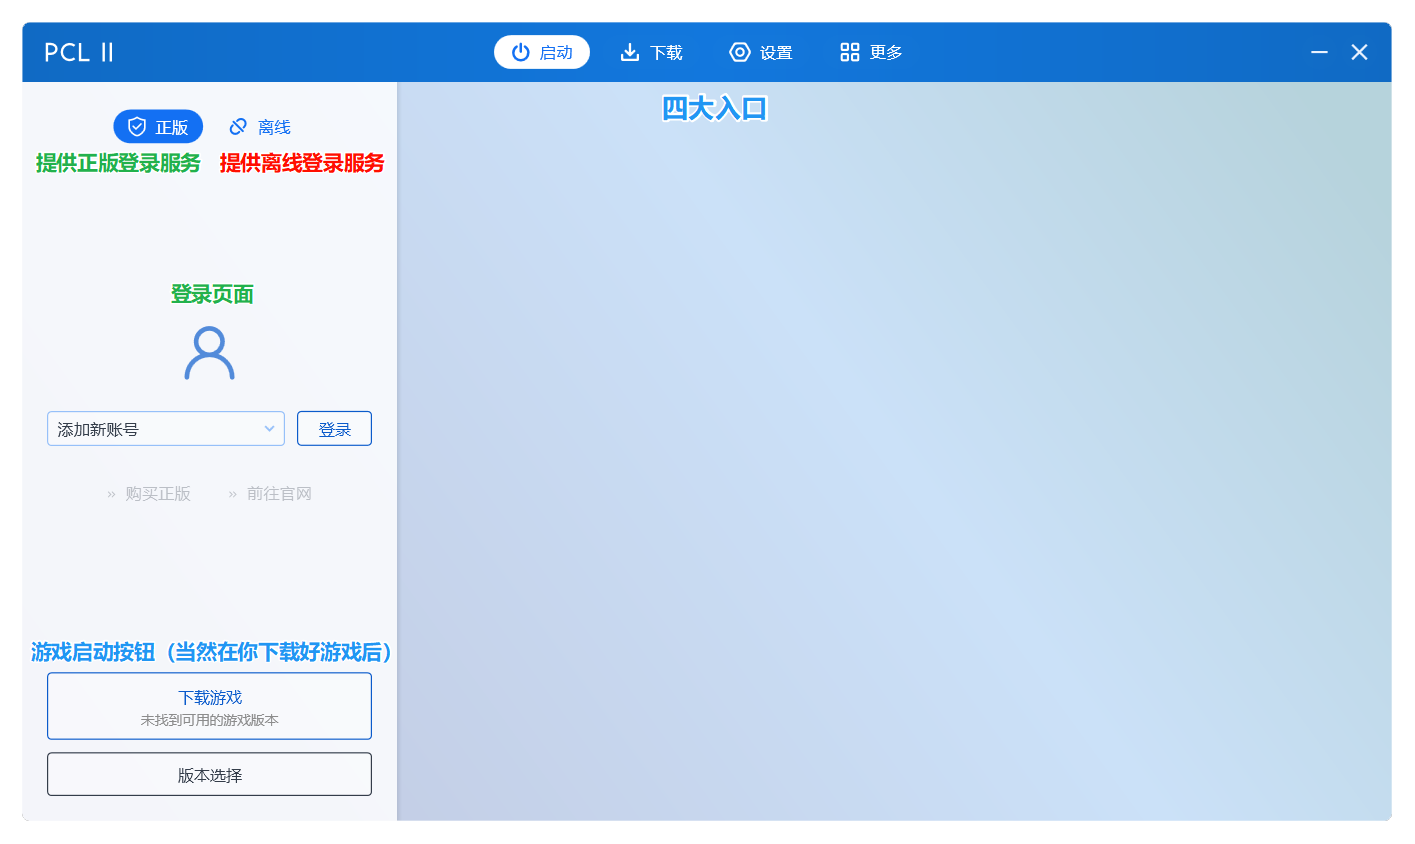 PCL II
启动 下载 设置 更多
四大入口
正版 离线
提供正版登录服务 提供离线登录服务
登录页面
添加新账号 登录
» 购买正版 » 前往官网
游戏启动按钮（当然在你下载好游戏后）
下载游戏
未找到可用的游戏版本
版本选择